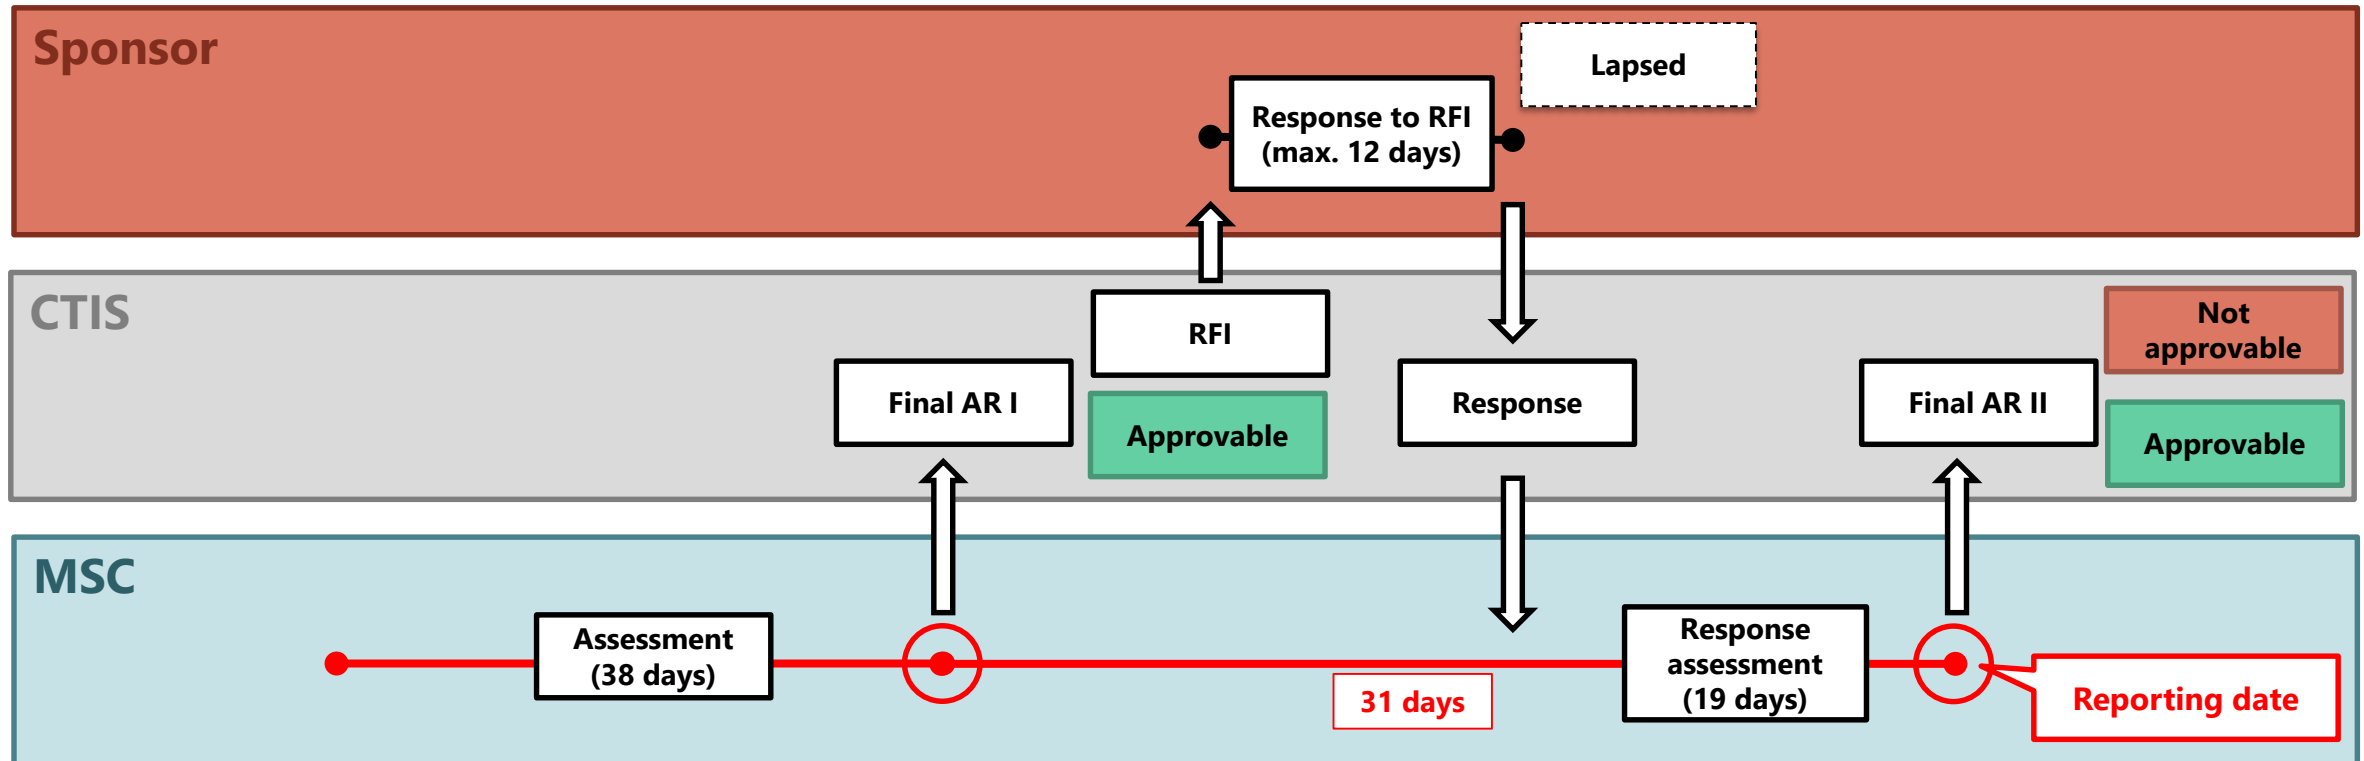 Sponsor
Lapsed
Response to RFI
(max. 12 days)
CTIS
RFI
Not
approvable
Final AR I
Approvable
Response
Final AR II
Approvable
MSC
Assessment
(38 days)
31 days
Response
assessment
(19 days)
Reporting date